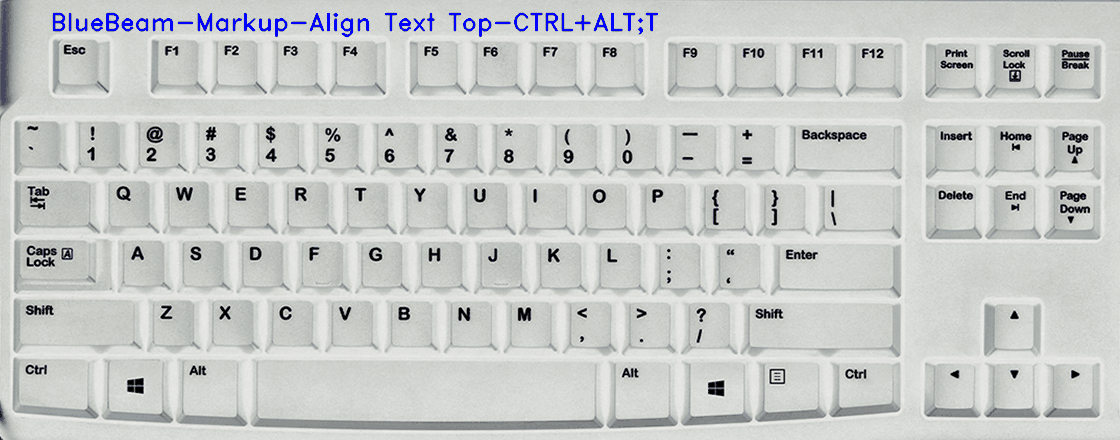 BlueBeam-Markup-Align Text Top-CTRL+ALT;T
Esc F1 F2 F3 F4 F5 F6 F7 F8 F9 F10 F11 F12 Print Screen Scroll Lock Pause Break
~ ! @ # $ % ^ & * ( ) — + Backspace Insert Home Page Up
` 1 2 3 4 5 6 7 8 9 0 - =
Tab Q W E R T Y U I O P { } | Delete End Page Down
[ ] \
Caps Lock A S D F G H J K L : “ Enter
; ‘
Shift Z X C V B N M < > ? Shift
, . /
Ctrl Alt Alt Ctrl